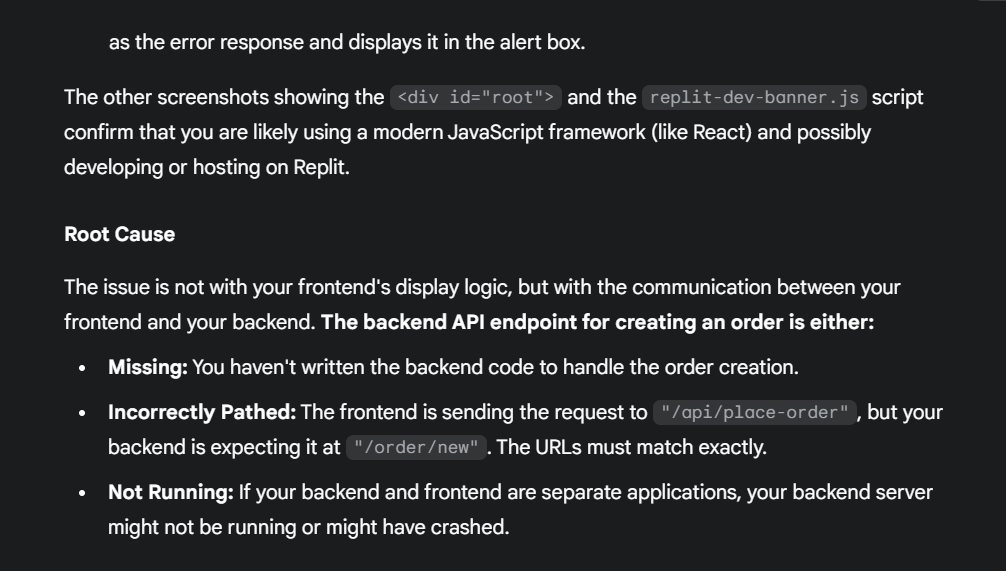 as the error response and displays it in the alert box.
The other screenshots showing the <div id="root"> and the replit-dev-banner.js script
confirm that you are likely using a modern JavaScript framework (like React) and possibly
developing or hosting on Replit.
Root Cause
The issue is not with your frontend's display logic, but with the communication between your
frontend and your backend. The backend API endpoint for creating an order is either:
• Missing: You haven't written the backend code to handle the order creation.
• Incorrectly Pathed: The frontend is sending the request to "/api/place-order", but your
backend is expecting it at "/order/new". The URLs must match exactly.
• Not Running: If your backend and frontend are separate applications, your backend server
might not be running or might have crashed.